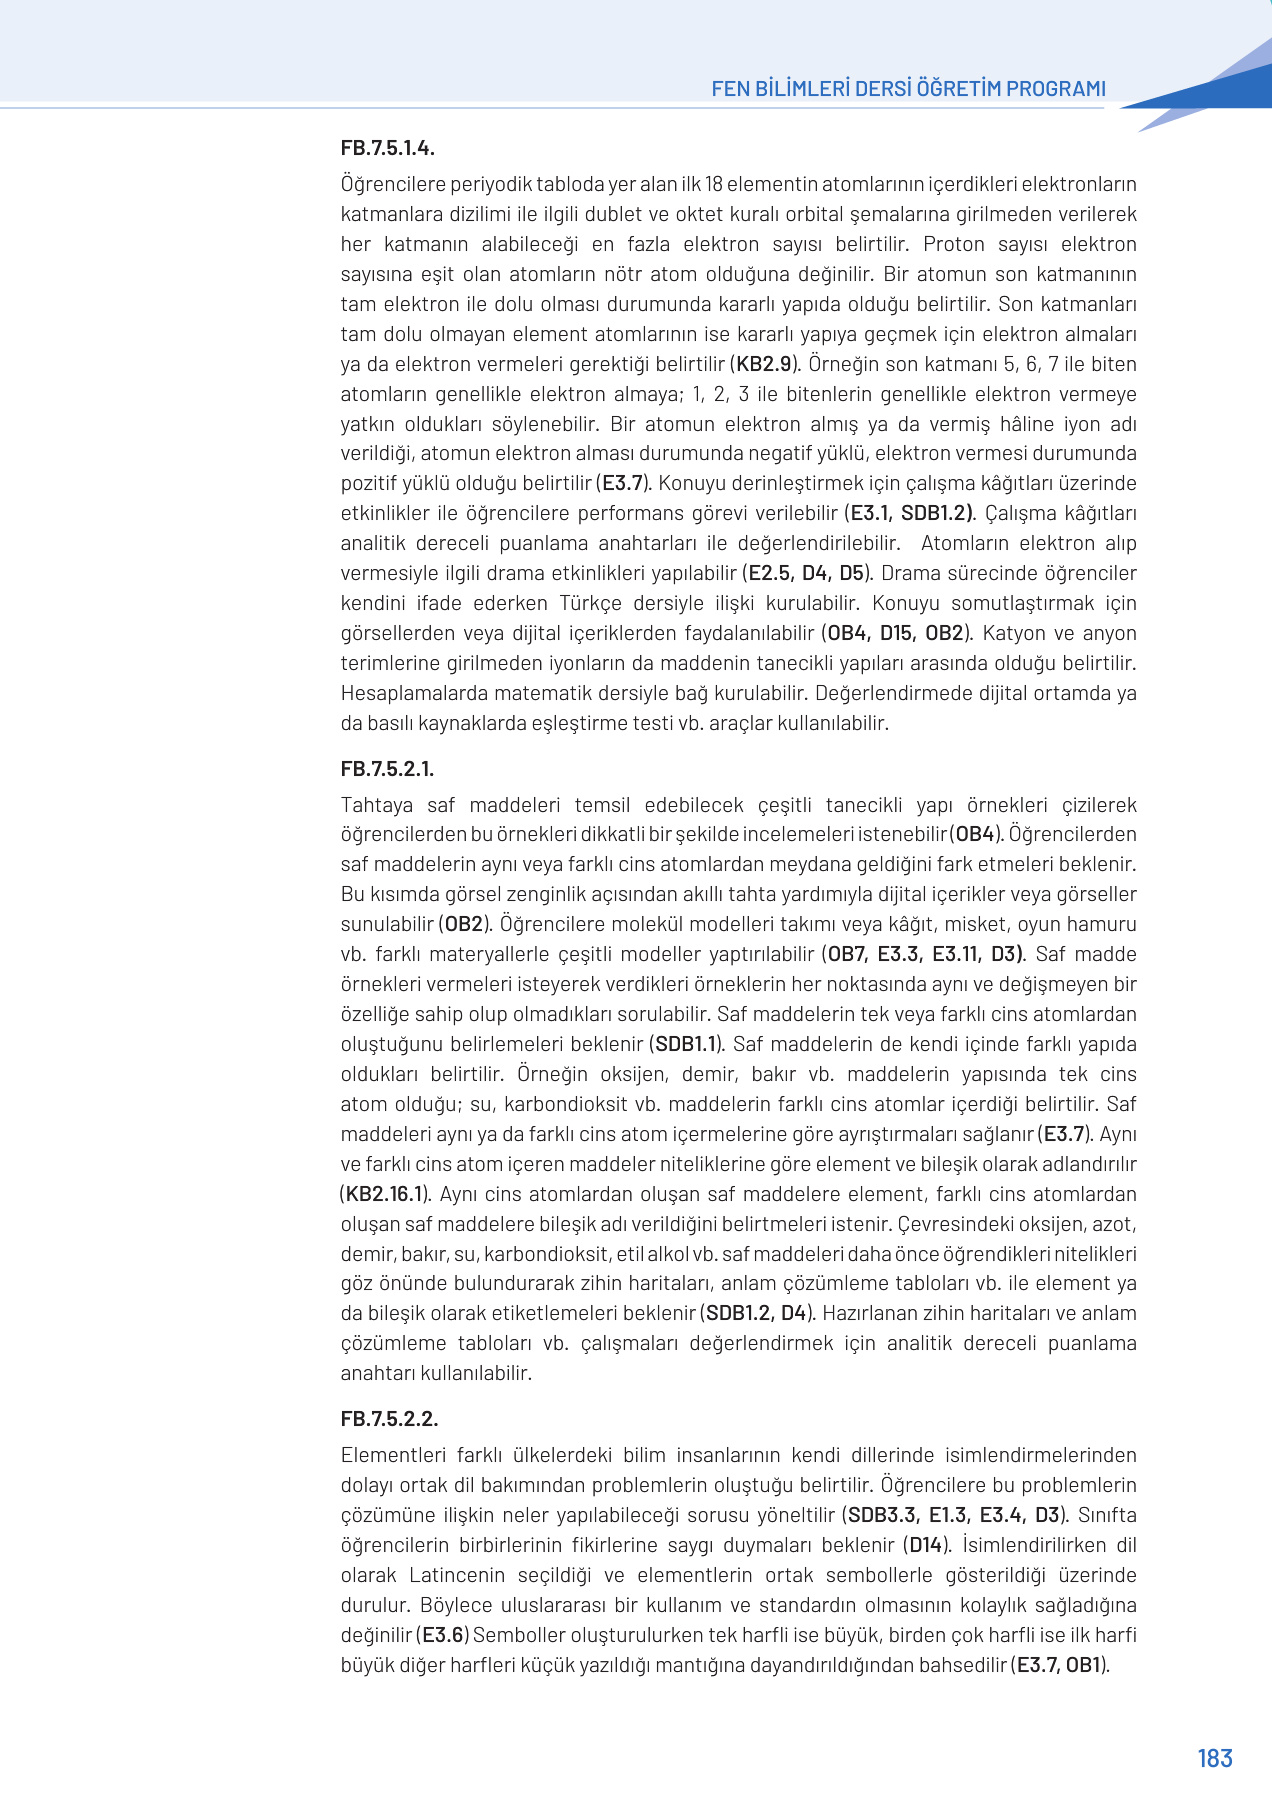 FEN BİLİMLERİ DERSİ ÖĞRETİM PROGRAMI
FB.7.5.1.4.
Öğrencilere periyodik tabloda yer alan ilk 18 elementin atomlarının içerdikleri elektronların
katmanlara dizilimi ile ilgili dublet ve oktet kuralı orbital şemalarına girilmeden verilerek
her katmanın alabileceği en fazla elektron sayısı belirtilir. Proton sayısı elektron
sayısına eşit olan atomların nötr atom olduğuna değinilir. Bir atomun son katmanının
tam elektron ile dolu olması durumunda kararlı yapıda olduğu belirtilir. Son katmanları
tam dolu olmayan element atomlarının ise kararlı yapıya geçmek için elektron almaları
ya da elektron vermeleri gerektiği belirtilir (KB2.9). Örneğin son katmanı 5, 6, 7 ile biten
atomların genellikle elektron almaya; 1, 2, 3 ile bitenlerin genellikle elektron vermeye
yatkın oldukları söylenebilir. Bir atomun elektron almış ya da vermiş hâline iyon adı
verildiği, atomun elektron alması durumunda negatif yüklü, elektron vermesi durumunda
pozitif yüklü olduğu belirtilir (E3.7). Konuyu derinleştirmek için çalışma kâğıtları üzerinde
etkinlikler ile öğrencilere performans görevi verilebilir (E3.1, SDB1.2). Çalışma kâğıtları
analitik dereceli puanlama anahtarları ile değerlendirilebilir. Atomların elektron alıp
vermesiyle ilgili drama etkinlikleri yapılabilir (E2.5, D4, D5). Drama sürecinde öğrenciler
kendini ifade ederken Türkçe dersiyle ilişki kurulabilir. Konuyu somutlaştırmak için
görsellerden veya dijital içeriklerden faydalanılabilir (OB4, D15, OB2). Katyon ve anyon
terimlerine girilmeden iyonların da maddenin tanecikli yapıları arasında olduğu belirtilir.
Hesaplamalarda matematik dersiyle bağ kurulabilir. Değerlendirmede dijital ortamda ya
da basılı kaynaklarda eşleştirme testi vb. araçlar kullanılabilir.
FB.7.5.2.1.
Tahtaya saf maddeleri temsil edebilecek çeşitli tanecikli yapı örnekleri çizilerek
öğrencilerden bu örnekleri dikkatli bir şekilde incelemeleri istenebilir (OB4). Öğrencilerden
saf maddelerin aynı veya farklı cins atomlardan meydana geldiğini fark etmeleri beklenir.
Bu kısımda görsel zenginlik açısından akıllı tahta yardımıyla dijital içerikler veya görseller
sunulabilir (OB2). Öğrencilere molekül modelleri takımı veya kâğıt, misket, oyun hamuru
vb. farklı materyallerle çeşitli modeller yaptırılabilir (OB7, E3.3, E3.11, D3). Saf madde
örnekleri vermeleri isteyerek verdikleri örneklerin her noktasında aynı ve değişmeyen bir
özelliğe sahip olup olmadıkları sorulabilir. Saf maddelerin tek veya farklı cins atomlardan
oluştuğunu belirlemeleri beklenir (SDB1.1). Saf maddelerin de kendi içinde farklı yapıda
oldukları belirtilir. Örneğin oksijen, demir, bakır vb. maddelerin yapısında tek cins
atom olduğu; su, karbondioksit vb. maddelerin farklı cins atomlar içerdiği belirtilir. Saf
maddeleri aynı ya da farklı cins atom içermelerine göre ayrıştırmaları sağlanır (E3.7). Aynı
ve farklı cins atom içeren maddeler niteliklerine göre element ve bileşik olarak adlandırılır
(KB2.16.1). Aynı cins atomlardan oluşan saf maddelere element, farklı cins atomlardan
oluşan saf maddelere bileşik adı verildiğini belirtmeleri istenir. Çevresindeki oksijen, azot,
demir, bakır, su, karbondioksit, etil alkol vb. saf maddeleri daha önce öğrendikleri nitelikleri
göz önünde bulundurarak zihin haritaları, anlam çözümleme tabloları vb. ile element ya
da bileşik olarak etiketlemeleri beklenir (SDB1.2, D4). Hazırlanan zihin haritaları ve anlam
çözümleme tabloları vb. çalışmaları değerlendirmek için analitik dereceli puanlama
anahtarı kullanılabilir.
FB.7.5.2.2.
Elementleri farklı ülkelerdeki bilim insanlarının kendi dillerinde isimlendirmelerinden
dolayı ortak dil bakımından problemlerin oluştuğu belirtilir. Öğrencilere bu problemlerin
çözümüne ilişkin neler yapılabileceği sorusu yöneltilir (SDB3.3, E1.3, E3.4, D3). Sınıfta
öğrencilerin birbirlerinin fikirlerine saygı duymaları beklenir (D14). İsimlendirilirken dil
olarak Latincenin seçildiği ve elementlerin ortak sembollerle gösterildiği üzerinde
durulur. Böylece uluslararası bir kullanım ve standardın olmasının kolaylık sağladığına
değinilir (E3.6) Semboller oluşturulurken tek harfli ise büyük, birden çok harfli ise ilk harfi
büyük diğer harfleri küçük yazıldığı mantığına dayandırıldığından bahsedilir (E3.7, OB1).
183